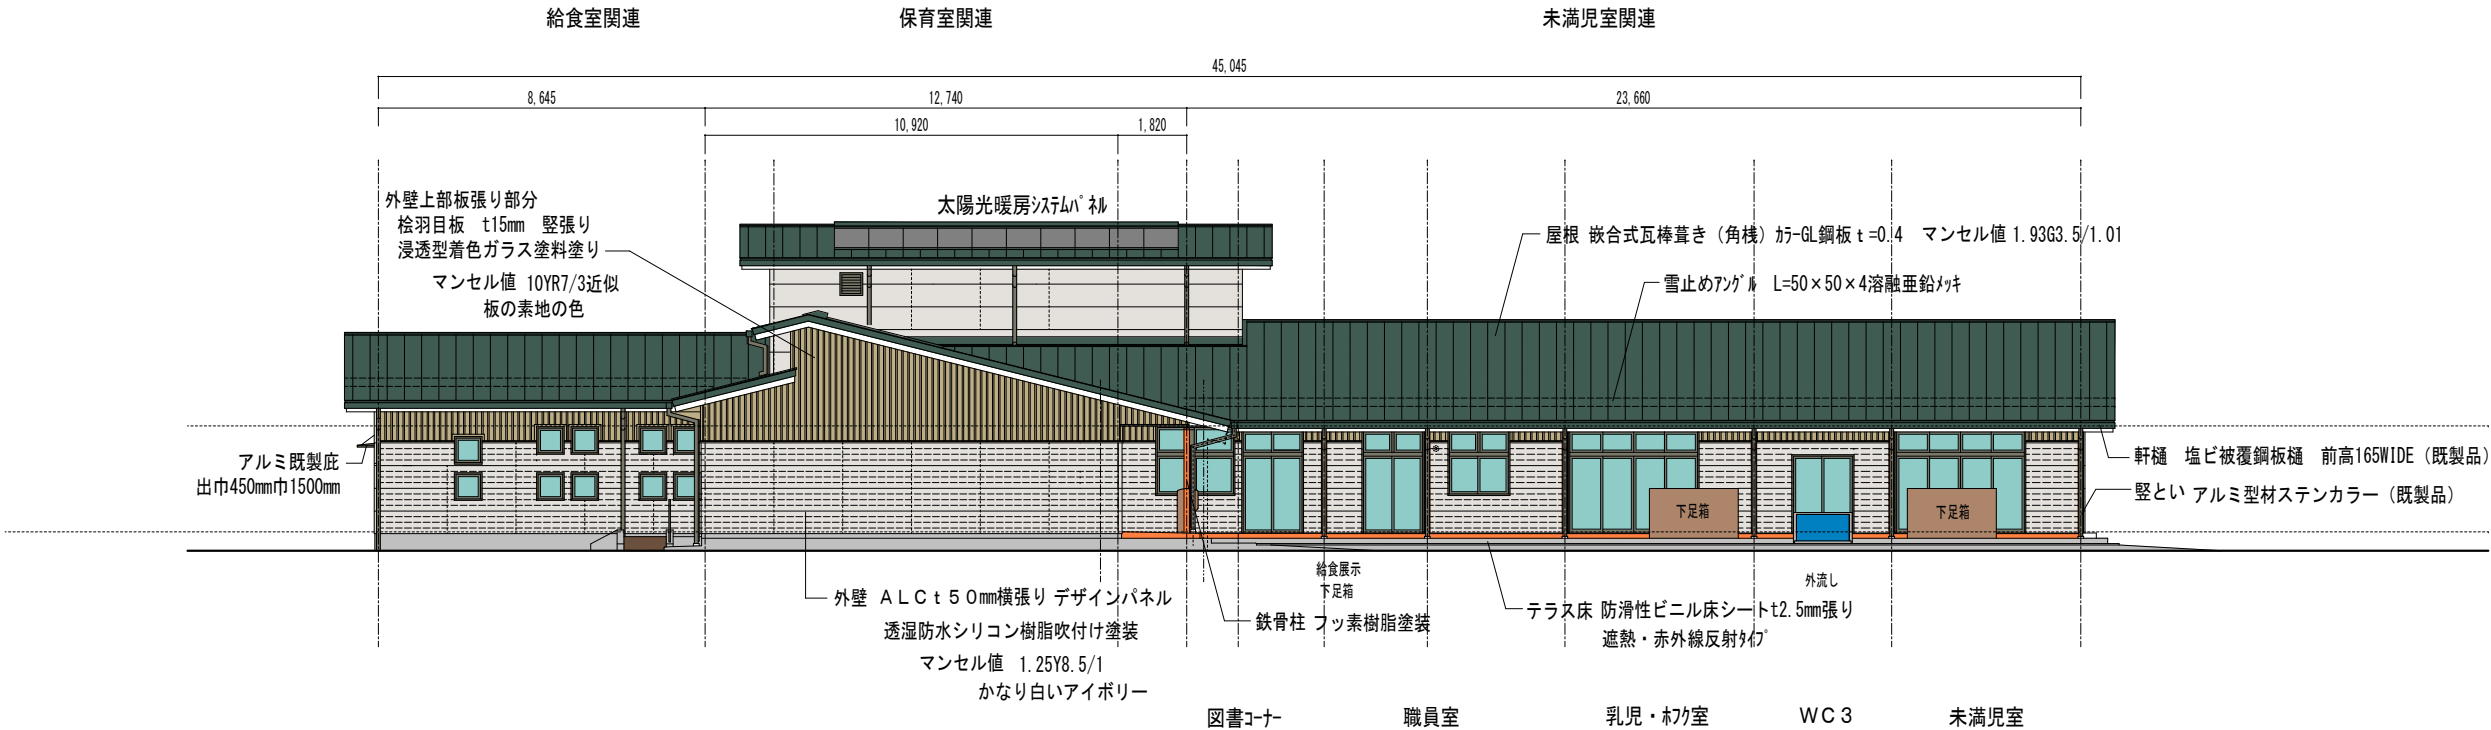 給食室関連
保育室関連
未満児室関連
45,045
8,645
12,740
23,660
10,920
1,820
外壁上部板張り部分
桧羽目板 t15mm 竪張り
浸透型着色ガラス塗料塗り
マンセル値 10YR7/3近似
板の素地の色
太陽光暖房ｼｽﾃﾑﾊﾟﾈﾙ
屋根 嵌合式瓦棒葺き（角桟）ｶﾗｰGL鋼板ｔ=0.4 マンセル値 1.93G3.5/1.01
雪止めｱﾝｸﾞﾙ L=50×50×4溶融亜鉛ﾒｯｷ
アルミ既製庇
出巾450mm巾1500mm
軒樋 塩ビ被覆鋼板樋 前高165WIDE（既製品）
竪とい アルミ型材ステンカラー（既製品）
下足箱
下足箱
外壁 ＡＬＣｔ５０mm横張り デザインパネル
透湿防水シリコン樹脂吹付け塗装
マンセル値 1.25Y8.5/1
かなり白いアイボリー
給食展示
下足箱
鉄骨柱 フッ素樹脂塗装
外流し
テラス床 防滑性ビニル床シートt2.5mm張り
遮熱・赤外線反射ﾀｲﾌﾟ
図書ｺｰﾅｰ
職員室
乳児・ﾎﾌｸ室
ＷＣ３
未満児室